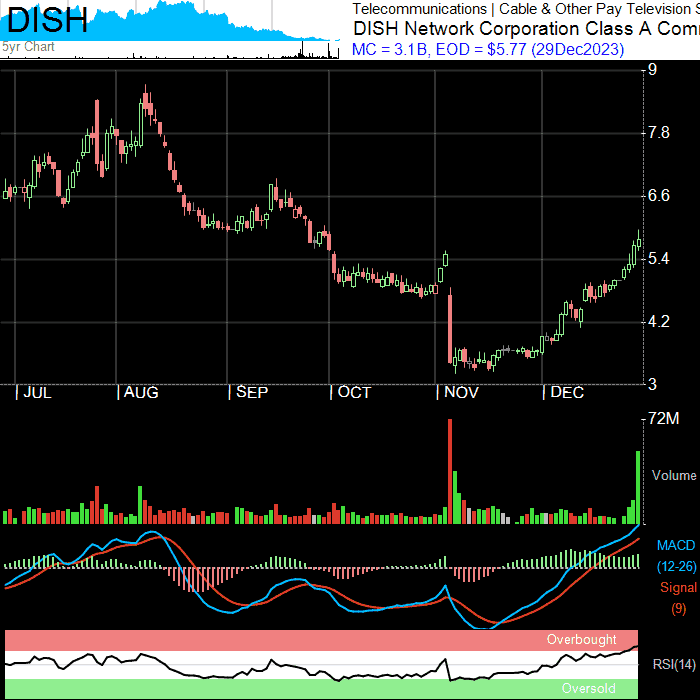 DISH
5yr Chart
Telecommunications | Cable & Other Pay Television S
DISH Network Corporation Class A Com
MC = 3.1B, EOD = $5.77 (29Dec2023)
9
7.8
6.6
5.4
4.2
3
JUL AUG SEP OCT NOV DEC
72M
Volume
MACD
(12-26)
Signal
(9)
Overbought
RSI(14)
Oversold